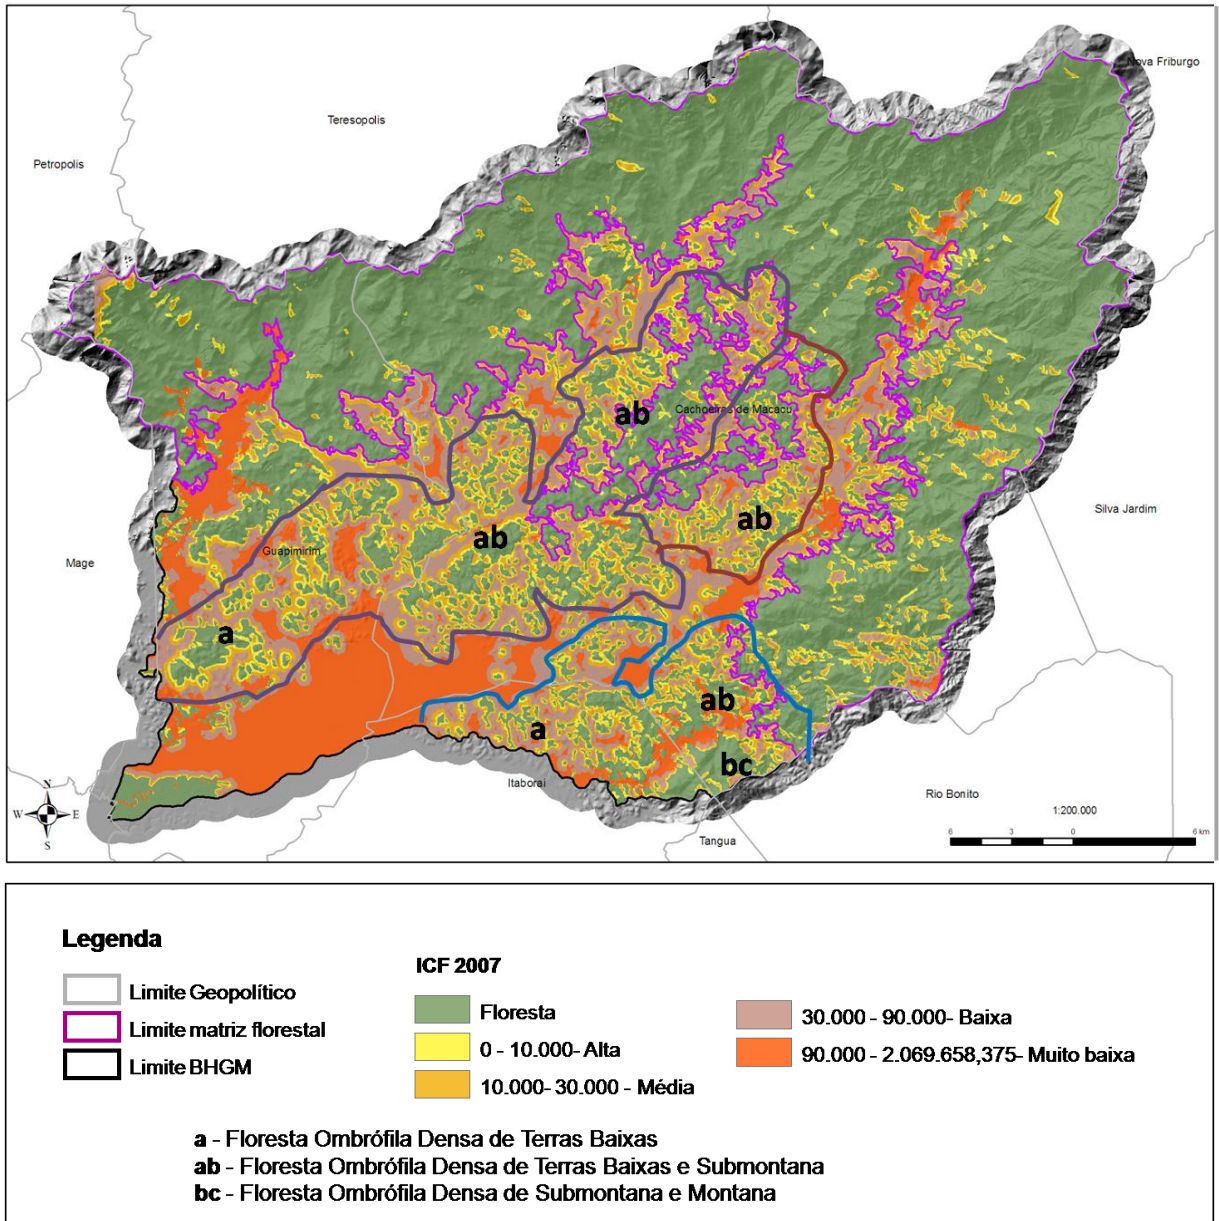 Nova Friburgo
Teresopolis
Petropolis
ab
Cachoeiras de Macacu
Silva Jardim
ab
ab
Guapimirim
Mage
a
ab
a
bc
Itaborai
Rio Bonito
1:200.000
N
W E
S
6 3 0 6 km
Tangua
Legenda
Limite Geopolítico
Limite matriz florestal
Limite BHGM
ICF 2007
Floresta
0 - 10.000- Alta
10.000- 30.000 - Média
30.000 - 90.000- Baixa
90.000 - 2.069.658,375- Muito baixa
a - Floresta Ombrófila Densa de Terras Baixas
ab - Floresta Ombrófila Densa de Terras Baixas e Submontana
bc - Floresta Ombrófila Densa de Submontana e Montana